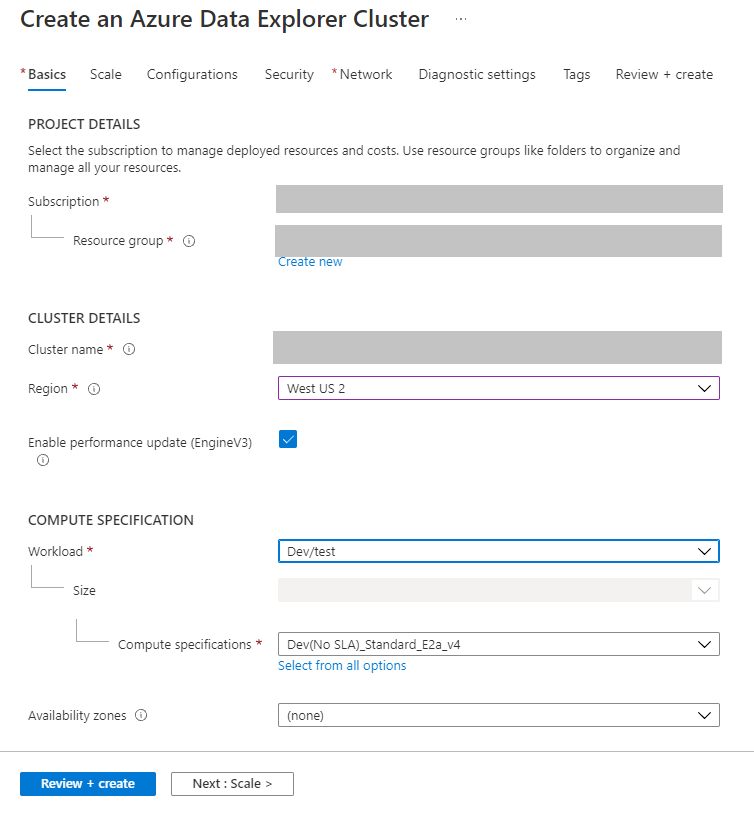 Create an Azure Data Explorer Cluster ...
* Basics Scale Configurations Security * Network Diagnostic settings Tags Review + create
PROJECT DETAILS
Select the subscription to manage deployed resources and costs. Use resource groups like folders to organize and
manage all your resources.
Subscription *
Resource group *
Create new
CLUSTER DETAILS
Cluster name *
Region * West US 2
Enable performance update (EngineV3)
COMPUTE SPECIFICATION
Workload * Dev/test
Size
Compute specifications * Dev(No SLA)_Standard_E2a_v4
Select from all options
Availability zones (none)
Review + create Next : Scale >